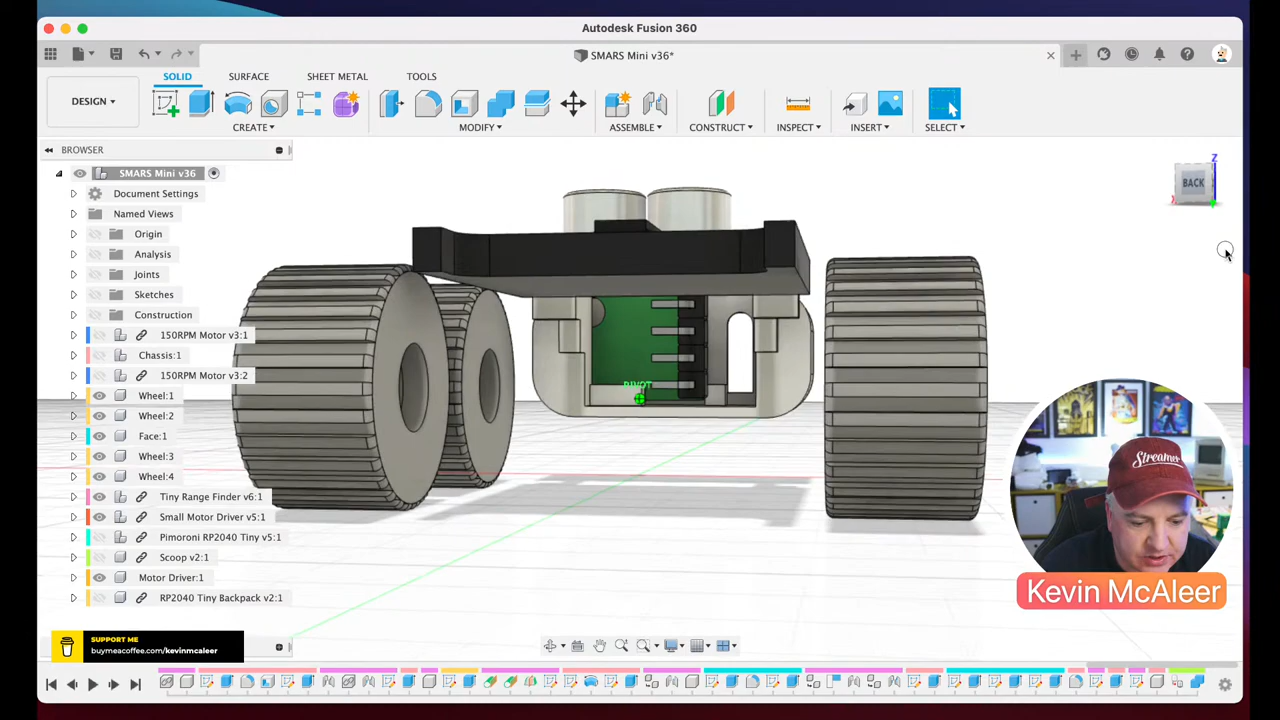 Autodesk Fusion 360
SMARS Mini v36*
DESIGN
SOLID
SURFACE
SHEET METAL
TOOLS
CREATE
MODIFY
ASSEMBLE
CONSTRUCT
INSPECT
INSERT
SELECT
BROWSER
SMARS Mini v36
Document Settings
Named Views
Origin
Analysis
Joints
Sketches
Construction
150RPM Motor v3:1
Chassis:1
150RPM Motor v3:2
Wheel:1
Wheel:2
Face:1
Wheel:3
Wheel:4
Tiny Range Finder v6:1
Small Motor Driver v5:1
Pimoroni RP2040 Tiny v5:1
Scoop v2:1
Motor Driver:1
RP2040 Tiny Backpack v2:1
Z
BACK
X
PIVOT
Streamer
Kevin McAleer
SUPPORT ME
buymeacoffee.com/kevinmcaleer